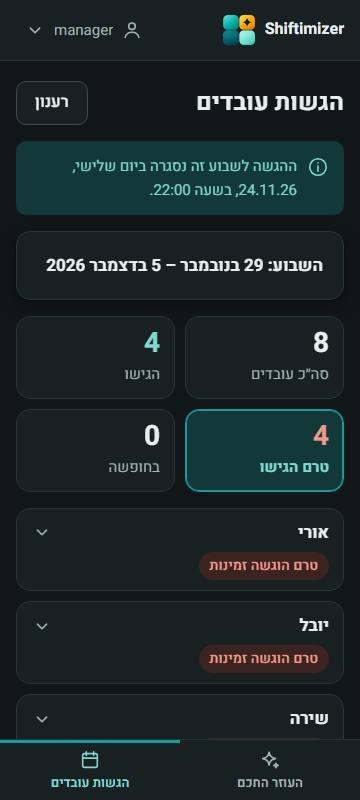 Shiftimizer
manager
הגשות עובדים
רענון
ההגשה לשבוע זה נסגרה ביום שלישי,
24.11.26, בשעה 22:00.
השבוע: 29 בנובמבר – 5 בדצמבר 2026
8
סה״כ עובדים
4
הגישו
4
טרם הגישו
0
בחופשה
אורי
טרם הוגשה זמינות
יובל
טרם הוגשה זמינות
שירה
העוזר החכם
הגשות עובדים